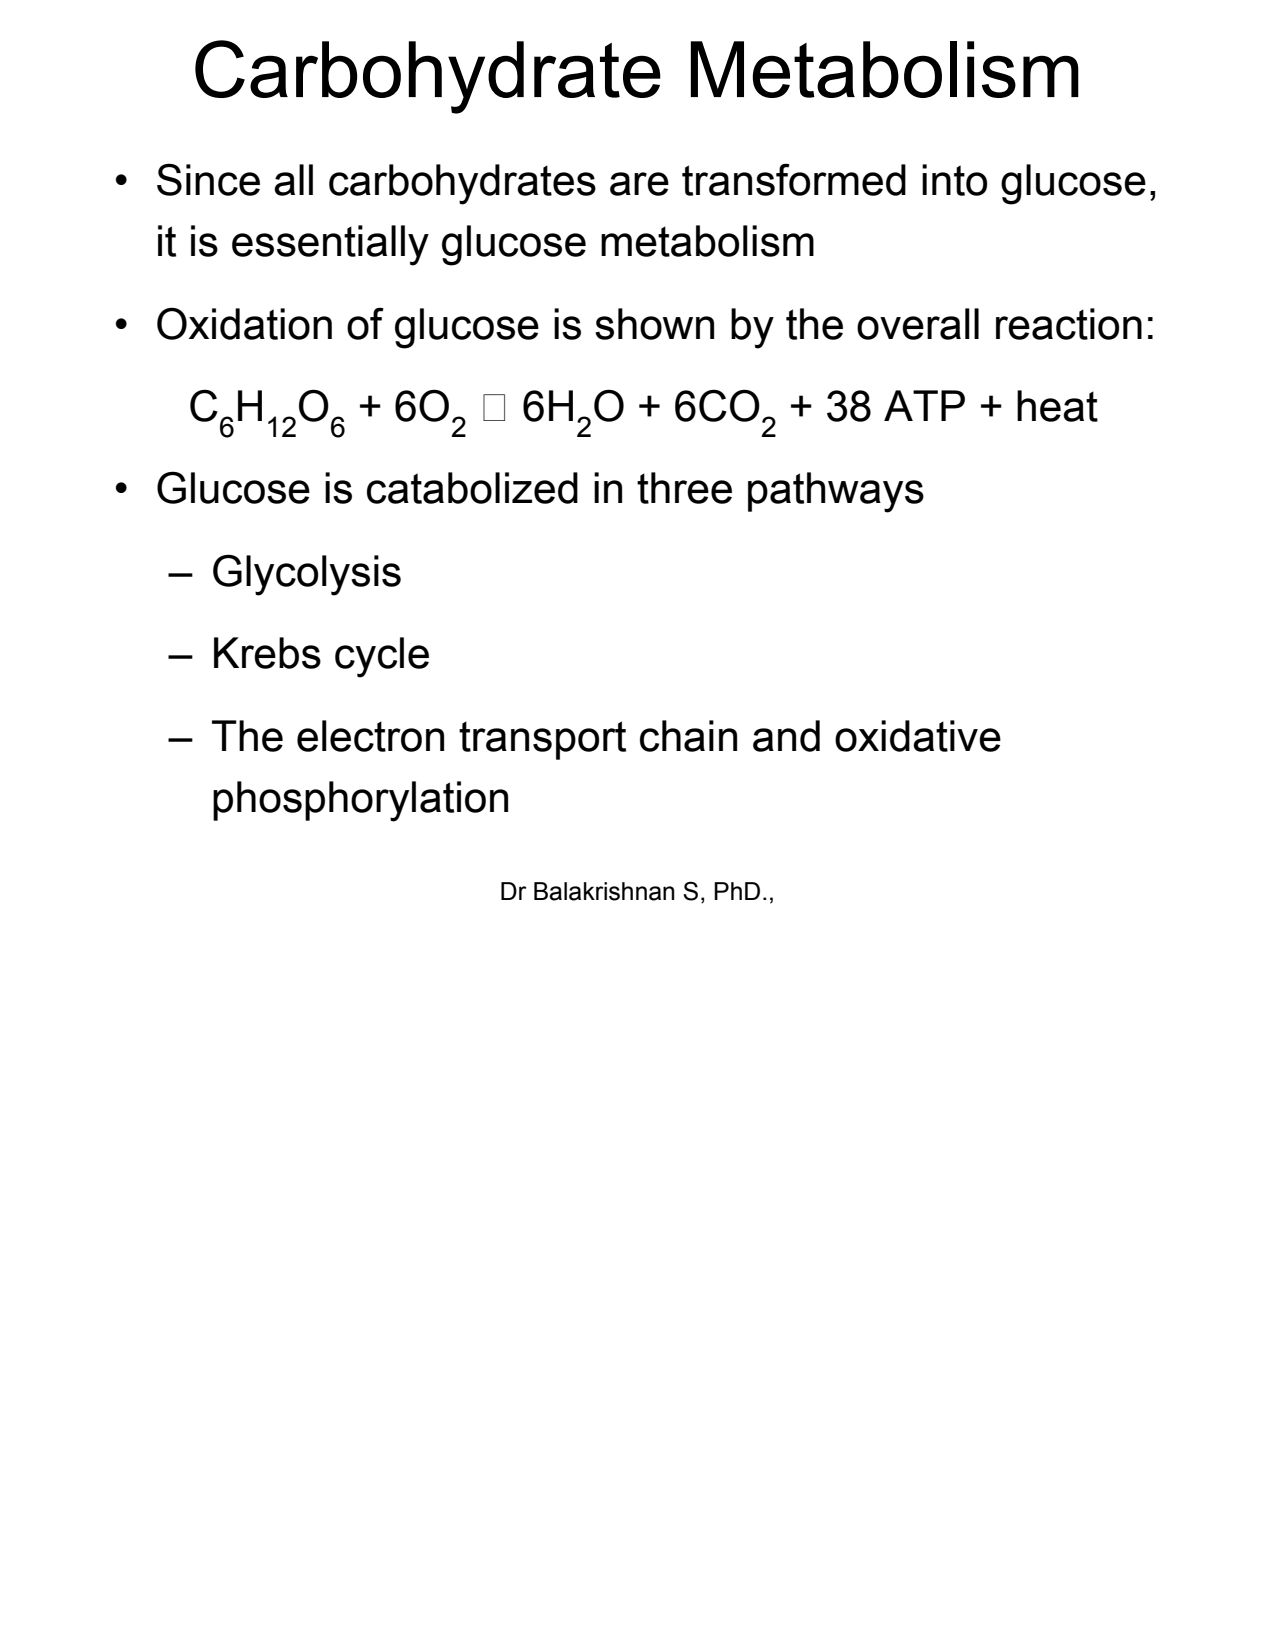 Carbohydrate Metabolism
• Since all carbohydrates are transformed into glucose,
it is essentially glucose metabolism
• Oxidation of glucose is shown by the overall reaction:
C₆H₁₂O₆ + 6O₂ □ 6H₂O + 6CO₂ + 38 ATP + heat
• Glucose is catabolized in three pathways
– Glycolysis
– Krebs cycle
– The electron transport chain and oxidative
phosphorylation
Dr Balakrishnan S, PhD.,